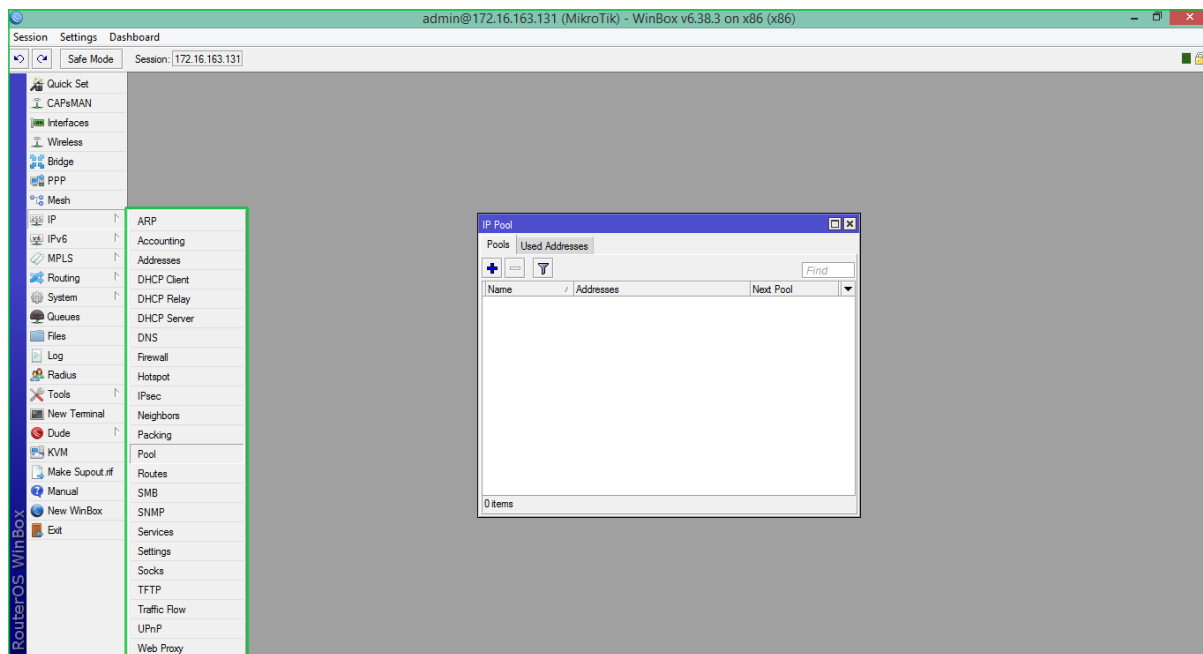 admin@172.16.163.131 (MikroTik) - WinBox v6.38.3 on x86 (x86)
Session Settings Dashboard
Safe Mode Session: 172.16.163.131
Quick Set
CAPsMAN
Interfaces
Wireless
Bridge
PPP
Mesh
IP
IPv6
MPLS
Routing
System
Queues
Files
Log
Radius
Tools
New Terminal
Dude
KVM
Make Supout.rif
Manual
New WinBox
Exit
RouterOS WinBox
ARP
Accounting
Addresses
DHCP Client
DHCP Relay
DHCP Server
DNS
Firewall
Hotspot
IPsec
Neighbors
Packing
Pool
Routes
SMB
SNMP
Services
Settings
Socks
TFTP
Traffic Flow
UPnP
Web Proxy
IP Pool
Pools Used Addresses
Find
Name Addresses Next Pool
0 items